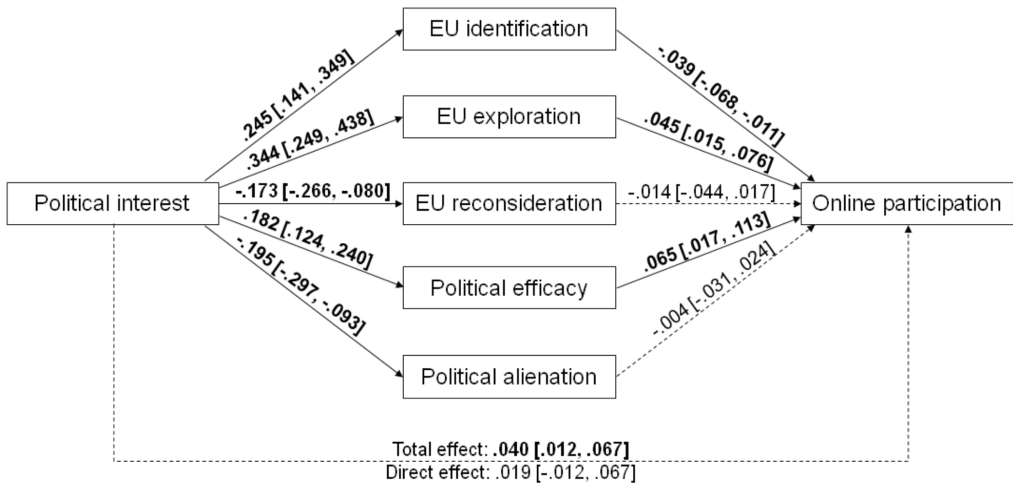 EU identification
.245 [.141, .349]
-.039 [-.068, -.011]
EU exploration
.344 [.249, .438]
.045 [.015, .076]
Political interest
-.173 [-.266, -.080]
EU reconsideration
-.014 [-.044, .017]
Online participation
.182 [.124, .240]
Political efficacy
.065 [.017, .113]
-.195 [-.297, -.093]
Political alienation
-.004 [-.031, .024]
Total effect: .040 [.012, .067]
Direct effect: .019 [-.012, .067]